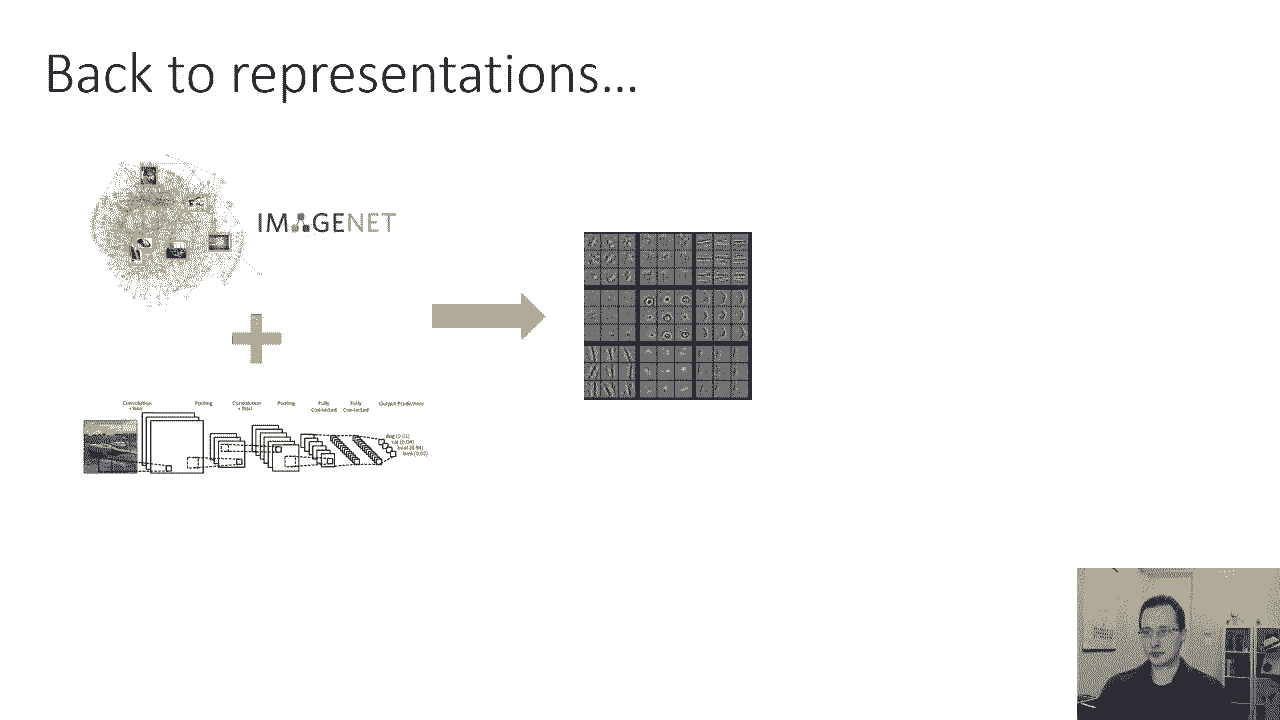 Back to representations...
IMAGENET
Convolution Pooling Convolution Pooling Fully Fully Output Predictions
+ ReLU + ReLU Connected Connected
dog (0.01)
cat (0.04)
boat (0.94)
bird (0.02)